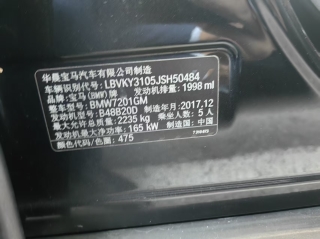 华晨宝马汽车有限公司制造
车辆识别代号: LBVKY3105JSH50484
品牌: 宝马(BMW)牌 发动机排量: 1998 ml
整车型号: BMW7201GM
发动机型号: B48B20D 制造年月: 2017.12
最大允许总质量: 2235 kg 乘坐人数: 5 人
发动机最大净功率: 165 kW 制造国: 中国
颜色代码/色彩: 475